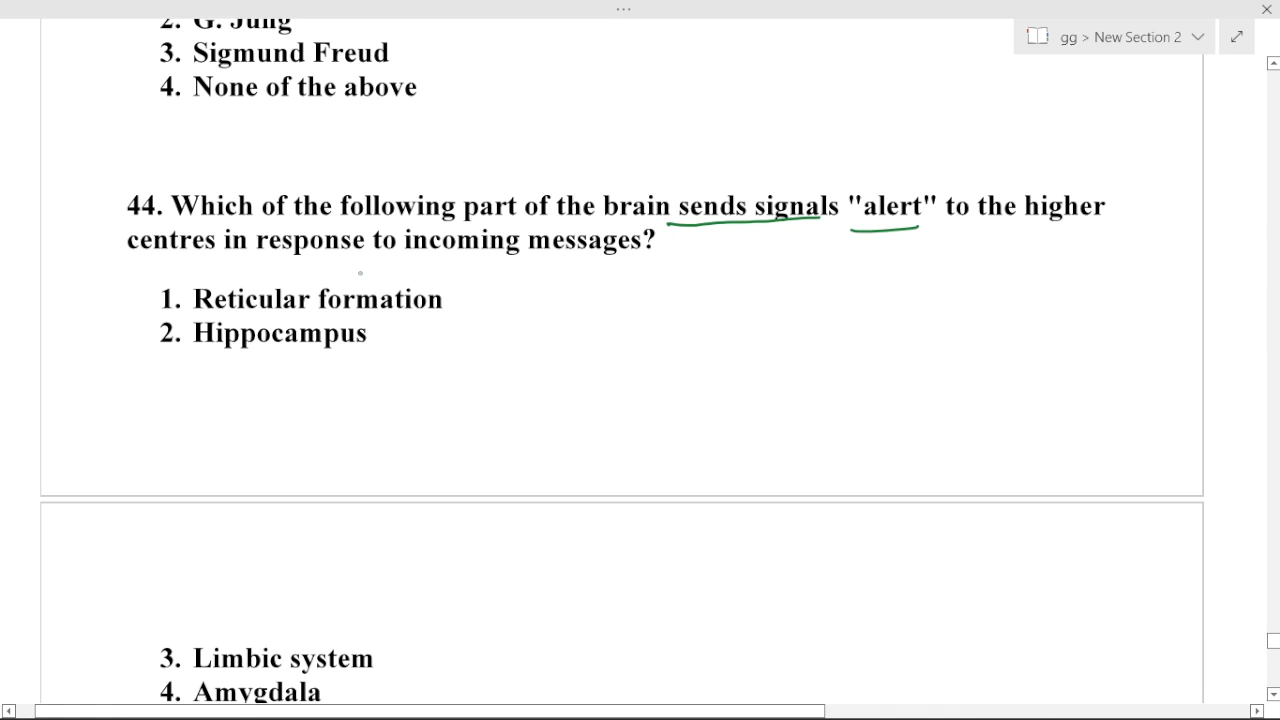 gg > New Section 2
2. G. Jung
3. Sigmund Freud
4. None of the above
44. Which of the following part of the brain sends signals "alert" to the higher
centres in response to incoming messages?
1. Reticular formation
2. Hippocampus
3. Limbic system
4. Amygdala